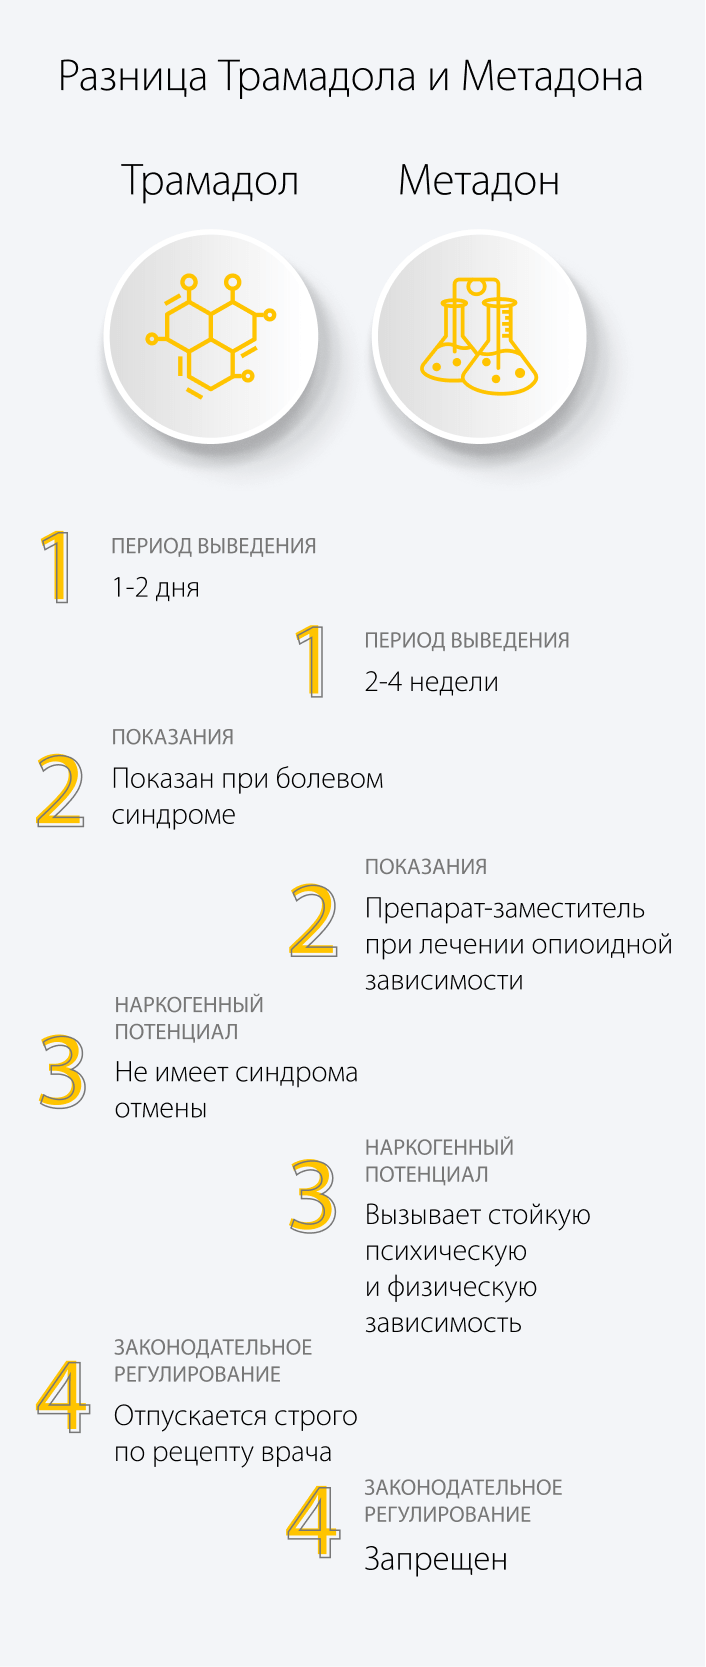 Разница Трамадола и Метадона
Трамадол
Метадон
1
ПЕРИОД ВЫВЕДЕНИЯ
1-2 дня
1
ПЕРИОД ВЫВЕДЕНИЯ
2-4 недели
2
ПОКАЗАНИЯ
Показан при болевом
синдроме
2
ПОКАЗАНИЯ
Препарат-заместитель
при лечении опиоидной
зависимости
3
НАРКОГЕННЫЙ
ПОТЕНЦИАЛ
Не имеет синдрома
отмены
3
НАРКОГЕННЫЙ
ПОТЕНЦИАЛ
Вызывает стойкую
психическую
и физическую
зависимость
4
ЗАКОНОДАТЕЛЬНОЕ
РЕГУЛИРОВАНИЕ
Отпускается строго
по рецепту врача
4
ЗАКОНОДАТЕЛЬНОЕ
РЕГУЛИРОВАНИЕ
Запрещен